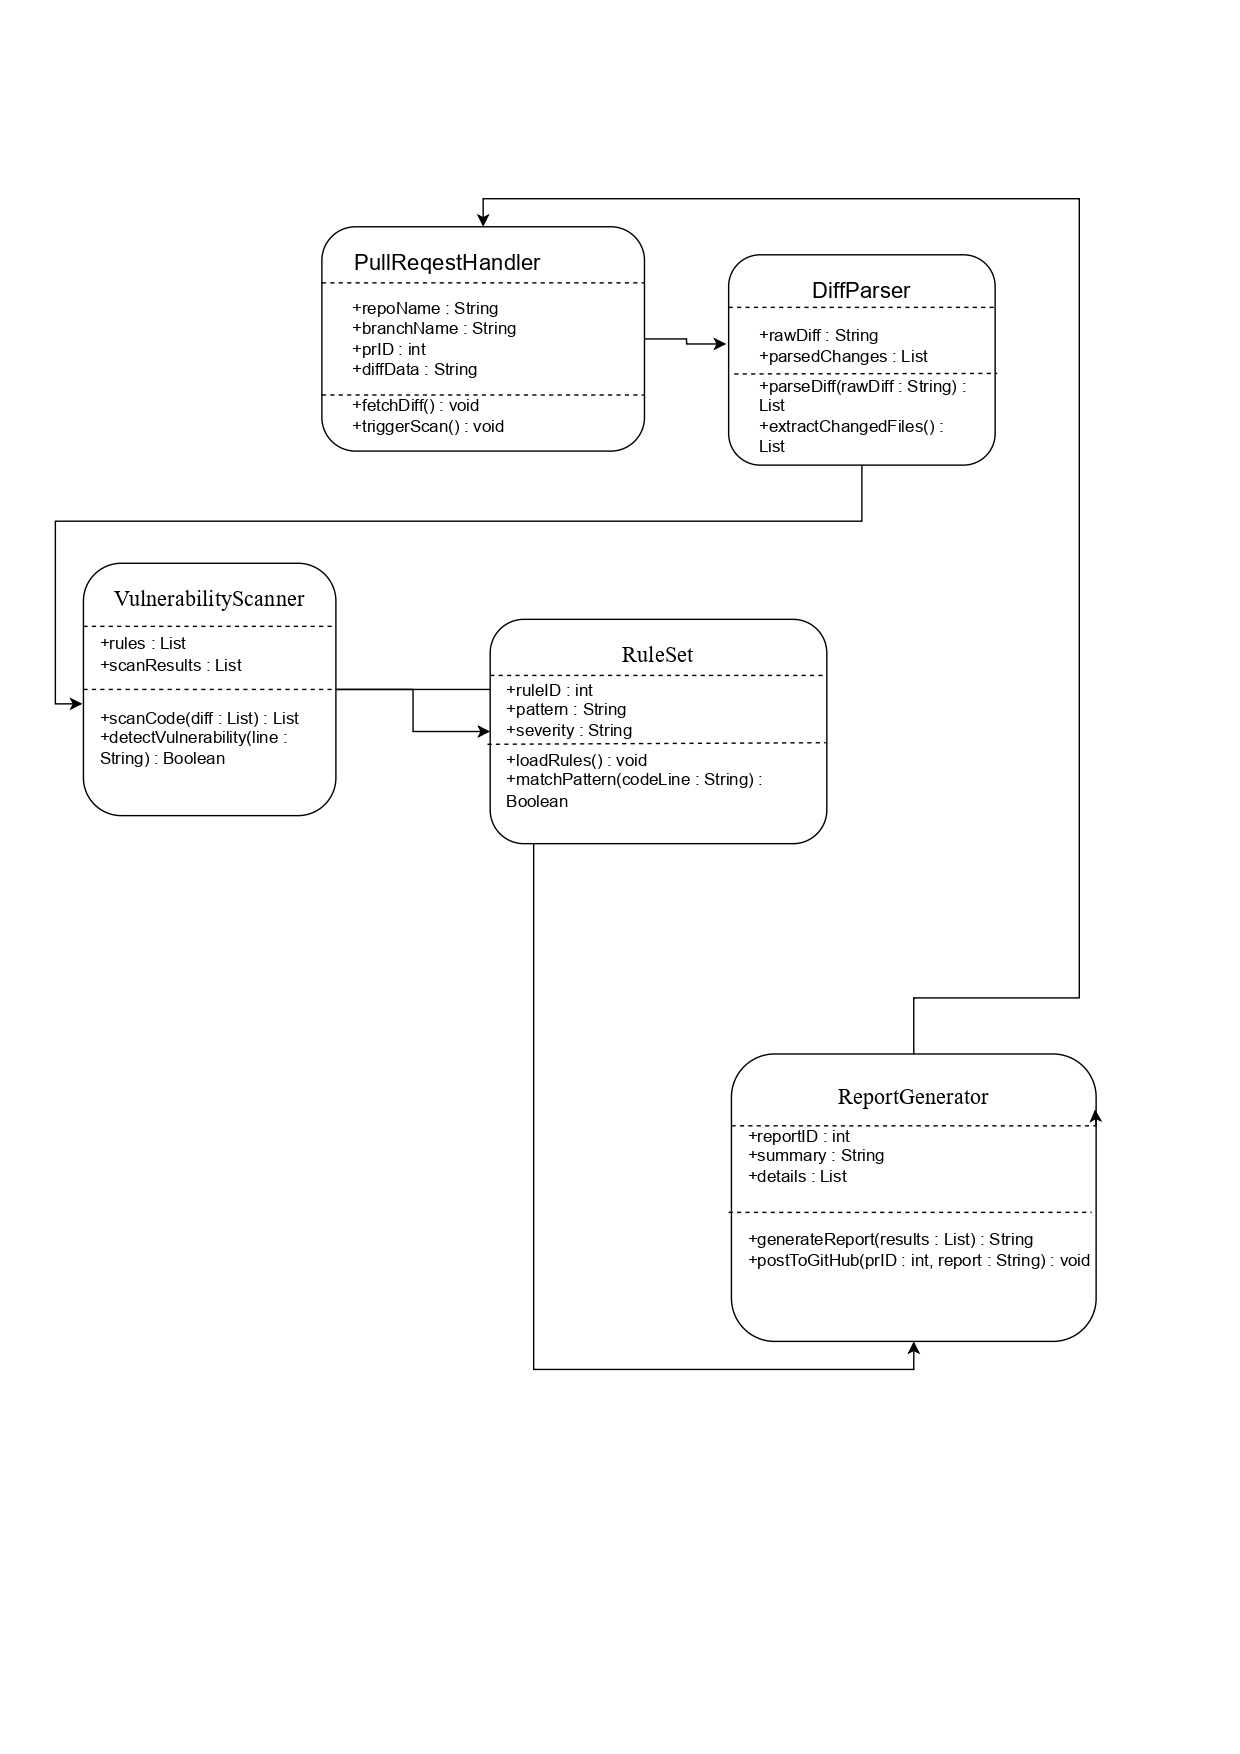 PullReqestHandler
+repoName : String
+branchName : String
+prID : int
+diffData : String
+fetchDiff() : void
+triggerScan() : void
DiffParser
+rawDiff : String
+parsedChanges : List
+parseDiff(rawDiff : String) :
List
+extractChangedFiles() :
List
VulnerabilityScanner
+rules : List
+scanResults : List
+scanCode(diff : List) : List
+detectVulnerability(line :
String) : Boolean
RuleSet
+ruleID : int
+pattern : String
+severity : String
+loadRules() : void
+matchPattern(codeLine : String) :
Boolean
ReportGenerator
+reportID : int
+summary : String
+details : List
+generateReport(results : List) : String
+postToGitHub(prID : int, report : String) : void